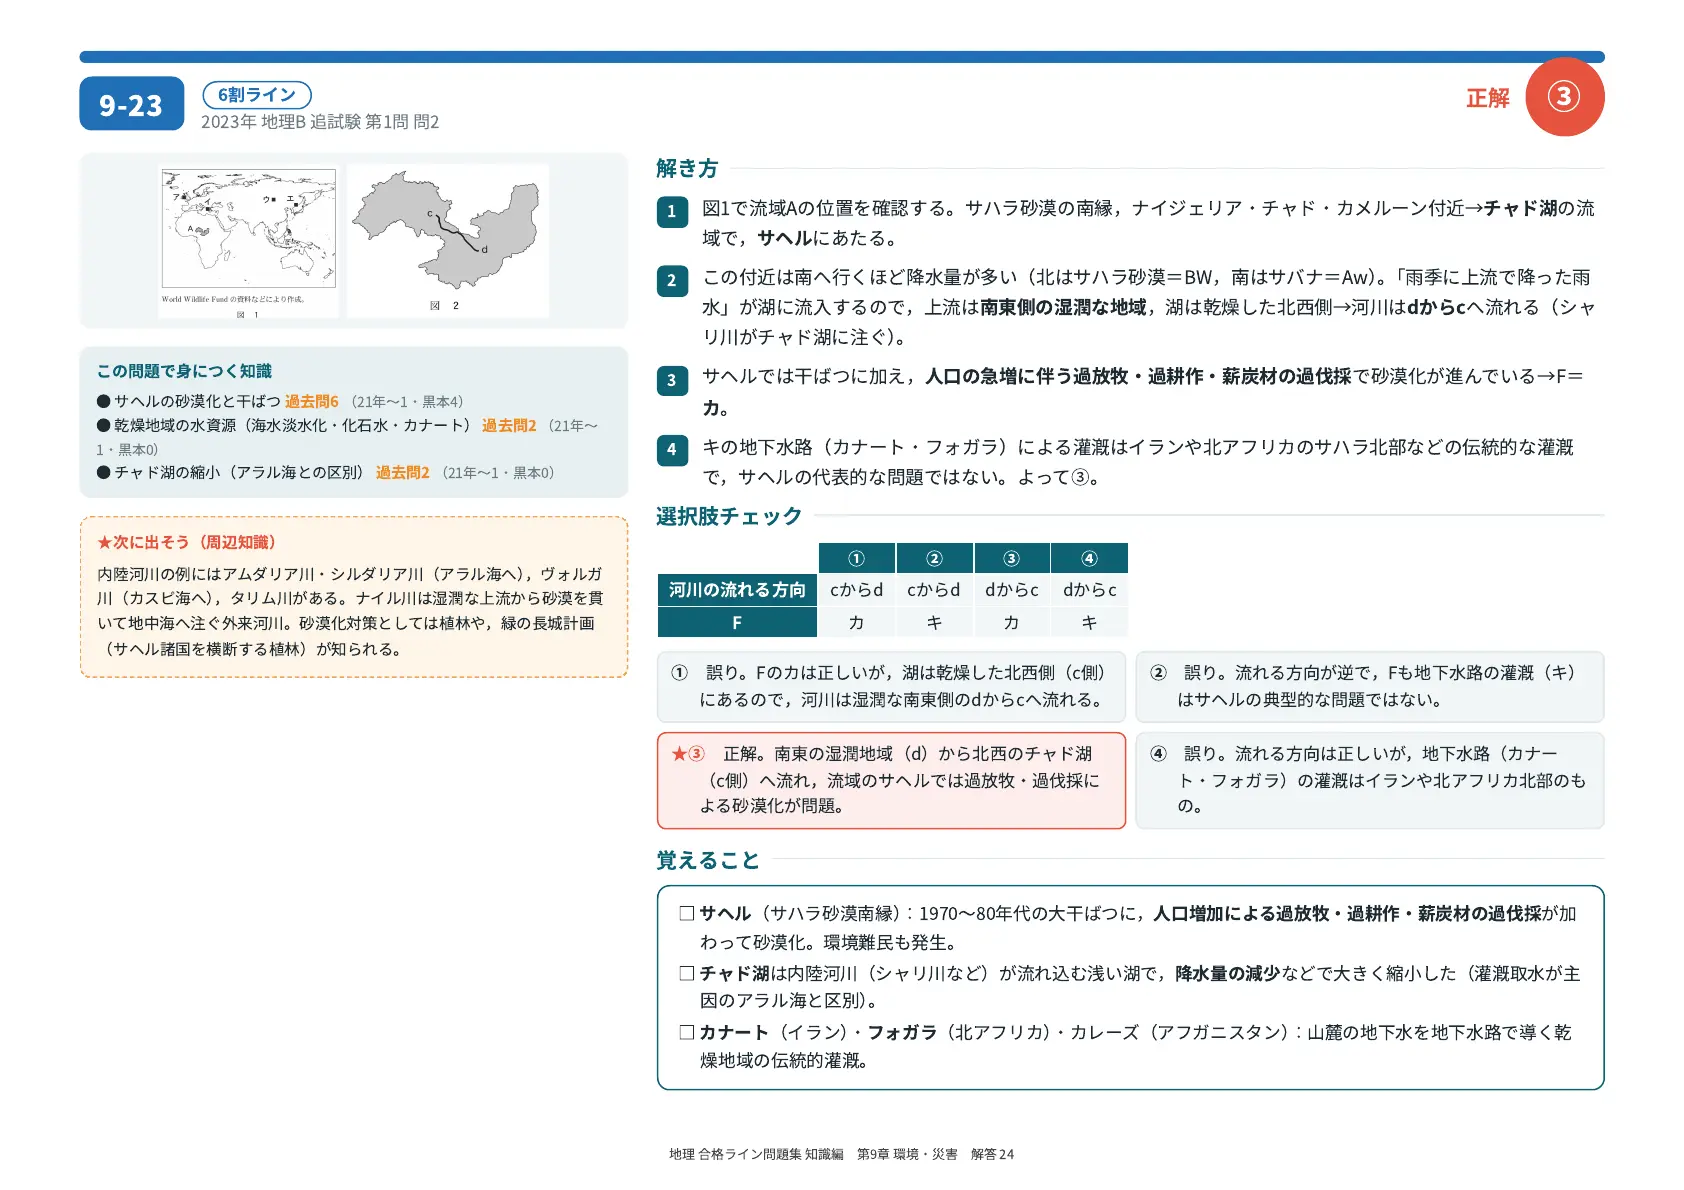 9-23
6割ライン
2023年 地理B 追試験 第1問 問2
正解 ③
ア
イ
ウ
エ
A
World Wildlife Fund の資料などにより作成。
図 1
c
d
図 2
この問題で身につく知識
● サヘルの砂漠化と干ばつ 過去問6 （21年〜1・黒本4）
● 乾燥地域の水資源（海水淡水化・化石水・カナート） 過去問2 （21年〜
1・黒本0）
● チャド湖の縮小（アラル海との区別） 過去問2 （21年〜1・黒本0）
★次に出そう（周辺知識）
内陸河川の例にはアムダリア川・シルダリア川（アラル海へ），ヴォルガ
川（カスピ海へ），タリム川がある。ナイル川は湿潤な上流から砂漠を貫
いて地中海へ注ぐ外来河川。砂漠化対策としては植林や，緑の長城計画
（サヘル諸国を横断する植林）が知られる。
解き方
1 図1で流域Aの位置を確認する。サハラ砂漠の南縁，ナイジェリア・チャド・カメルーン付近→チャド湖の流
域で，サヘルにあたる。
2 この付近は南へ行くほど降水量が多い（北はサハラ砂漠＝BW，南はサバナ＝Aw）。「雨季に上流で降った雨
水」が湖に流入するので，上流は南東側の湿潤な地域，湖は乾燥した北西側→河川はdからcへ流れる（シャ
リ川がチャド湖に注ぐ）。
3 サヘルでは干ばつに加え，人口の急増に伴う過放牧・過耕作・薪炭材の過伐採で砂漠化が進んでいる→F＝
カ。
4 キの地下水路（カナート・フォガラ）による灌漑はイランや北アフリカのサハラ北部などの伝統的な灌漑
で，サヘルの代表的な問題ではない。よって③。
選択肢チェック
① ② ③ ④
河川の流れる方向 cからd cからd dからc dからc
F カ キ カ キ
① 誤り。Fのカは正しいが，湖は乾燥した北西側（c側）
にあるので，河川は湿潤な南東側のdからcへ流れる。
② 誤り。流れる方向が逆で，Fも地下水路の灌漑（キ）
はサヘルの典型的な問題ではない。
★③ 正解。南東の湿潤地域（d）から北西のチャド湖
（c側）へ流れ，流域のサヘルでは過放牧・過伐採に
よる砂漠化が問題。
④ 誤り。流れる方向は正しいが，地下水路（カナー
ト・フォガラ）の灌漑はイランや北アフリカ北部のも
の。
覚えること
□ サヘル（サハラ砂漠南縁）：1970〜80年代の大干ばつに，人口増加による過放牧・過耕作・薪炭材の過伐採が加
わって砂漠化。環境難民も発生。
□ チャド湖は内陸河川（シャリ川など）が流れ込む浅い湖で，降水量の減少などで大きく縮小した（灌漑取水が主
因のアラル海と区別）。
□ カナート（イラン）・フォガラ（北アフリカ）・カレーズ（アフガニスタン）：山麓の地下水を地下水路で導く乾
燥地域の伝統的灌漑。
地理 合格ライン問題集 知識編 第9章 環境・災害 解答 24